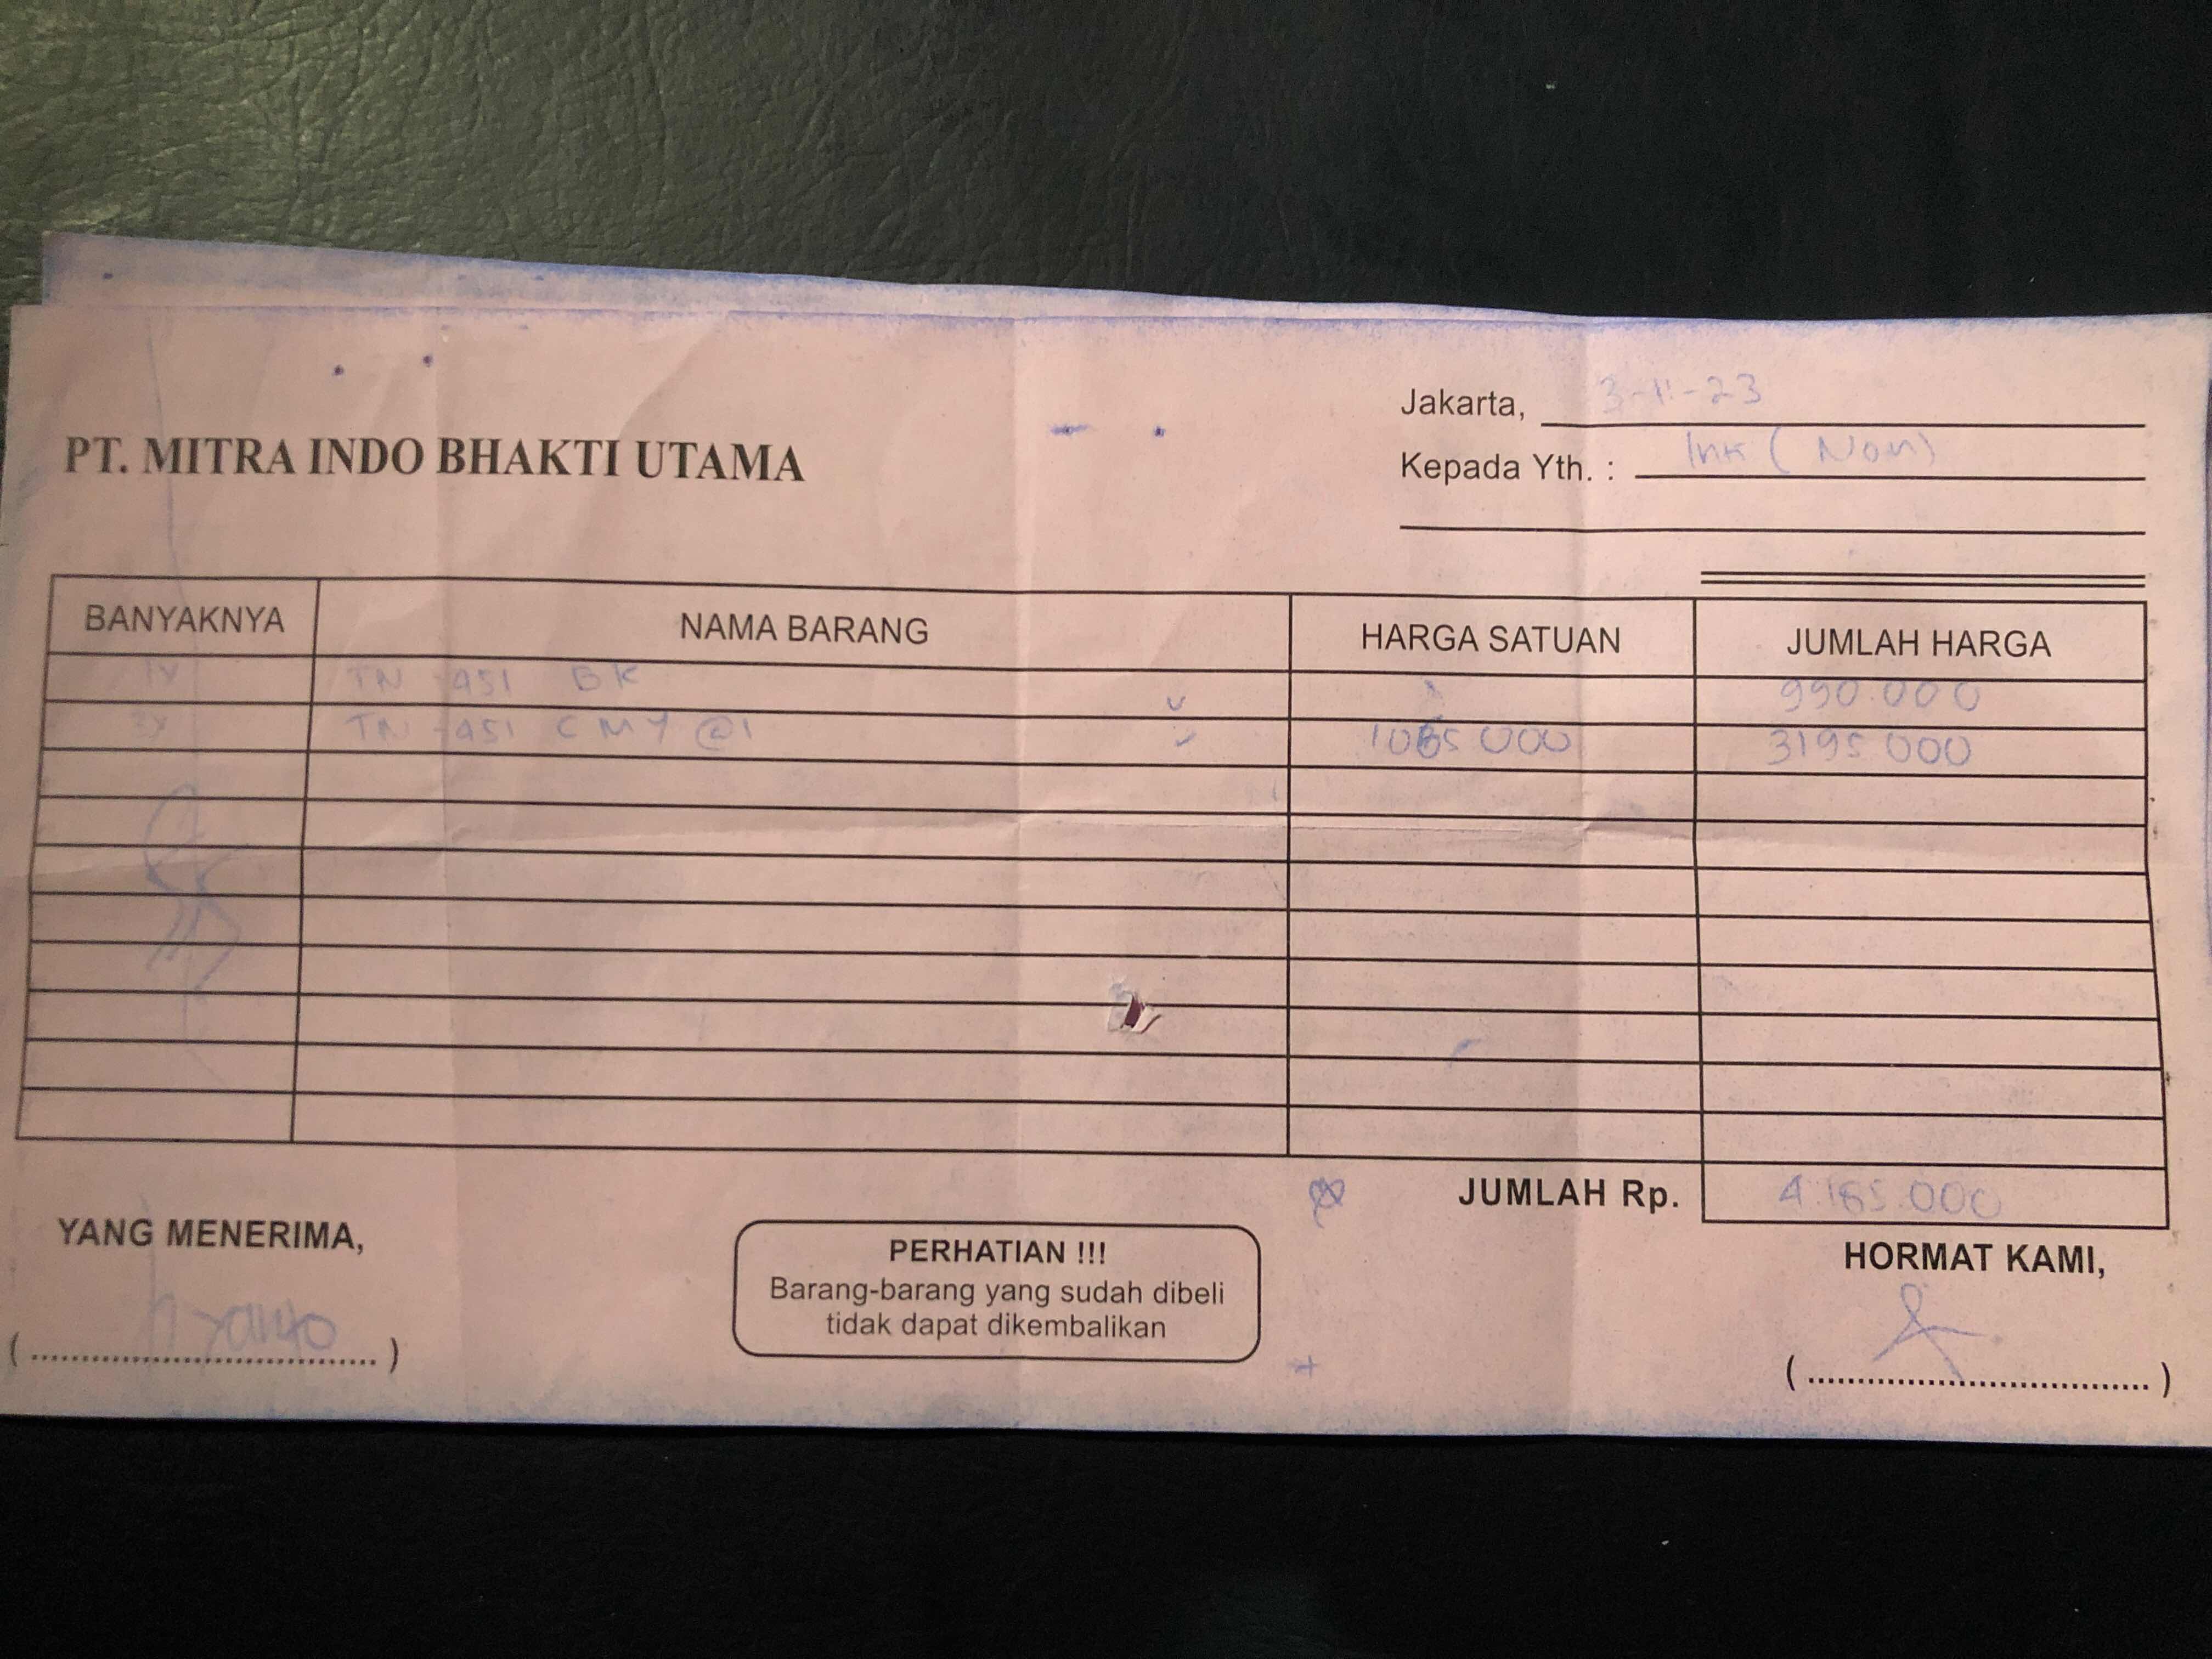 Jakarta, 3-11-23
PT. MITRA INDO BHAKTI UTAMA
Kepada Yth. : Ink ( Non)
BANYAKNYA NAMA BARANG HARGA SATUAN JUMLAH HARGA
1x TN-451 BK 990.000
3x TN-451 CMY @1 1065 000 3195 000
JUMLAH Rp. 4.185.000
YANG MENERIMA,
HORMAT KAMI,
PERHATIAN !!!
Barang-barang yang sudah dibeli
tidak dapat dikembalikan